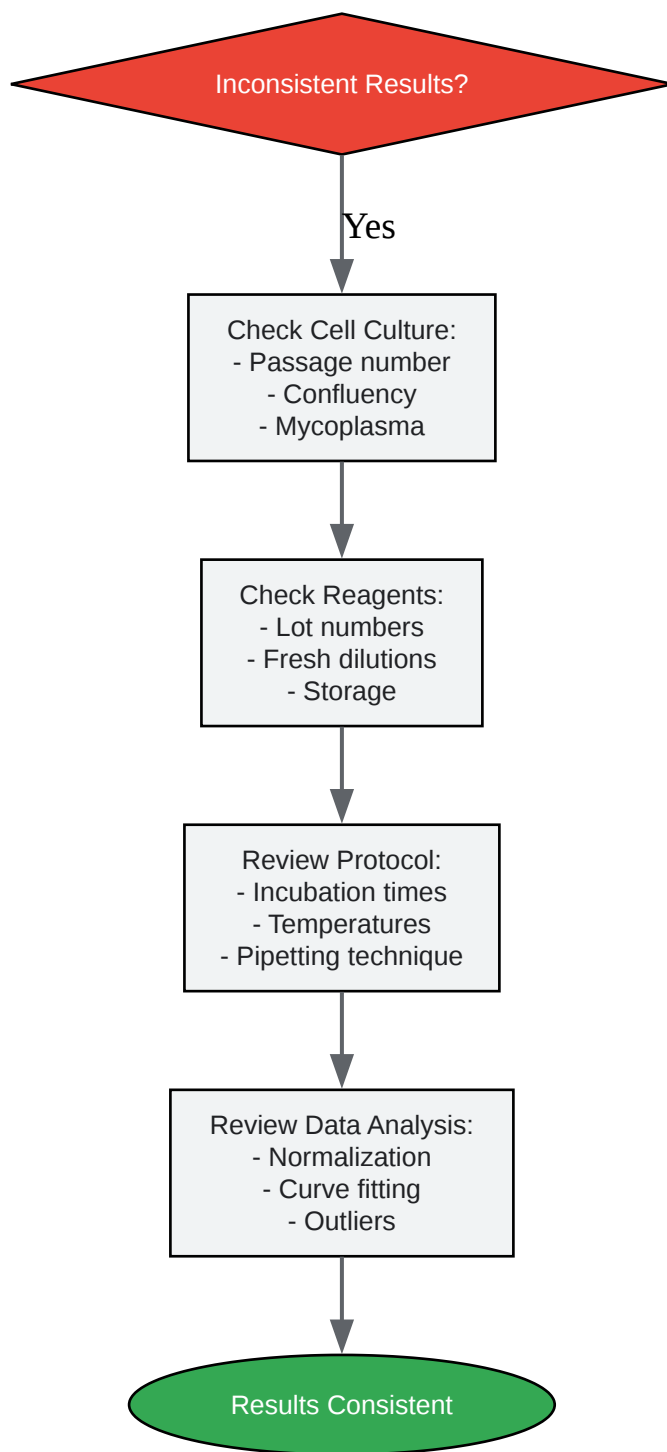 Inconsistent Results?
Yes
Check Cell Culture:
- Passage number
- Confluency
- Mycoplasma
Check Reagents:
- Lot numbers
- Fresh dilutions
- Storage
Review Protocol:
- Incubation times
- Temperatures
- Pipetting technique
Review Data Analysis:
- Normalization
- Curve fitting
- Outliers
Results Consistent